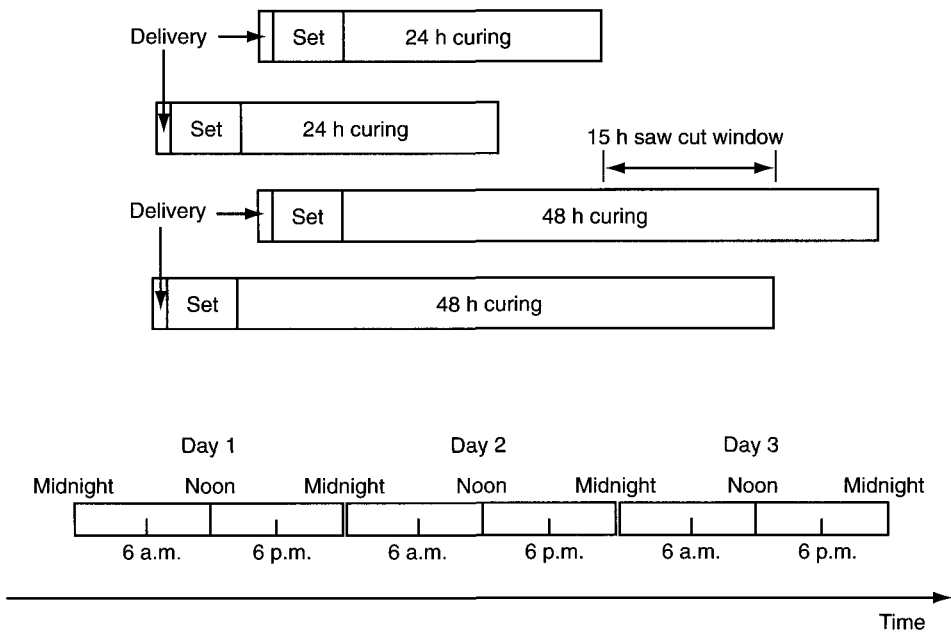 Delivery
Set
24 h curing
Set
24 h curing
15 h saw cut window
Delivery
Set
48 h curing
Set
48 h curing
Day 1
Day 2
Day 3
Midnight
Noon
Midnight
Noon
Midnight
Noon
Midnight
6 a.m.
6 p.m.
6 a.m.
6 p.m.
6 a.m.
6 p.m.
Time